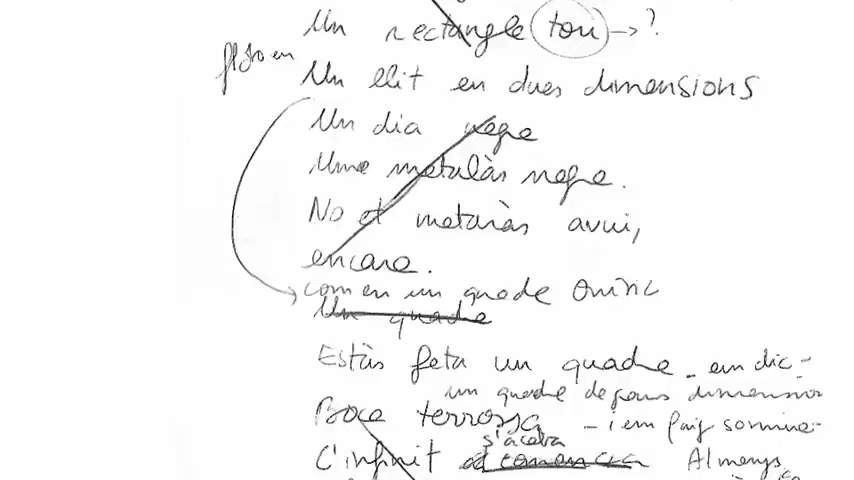 Un rectangle tou → ?
Un llit en dues dimensions
Un dia negre
Una metalàs negre.
No et mataràs avui,
encara.
com en un quadre oníric
Un quadre
Estàs feta un quadre - em dic -
un quadre de poques dimensions
Boca terrossa - i em faig somriure -
s'acaba
L'infinit comença Almenys